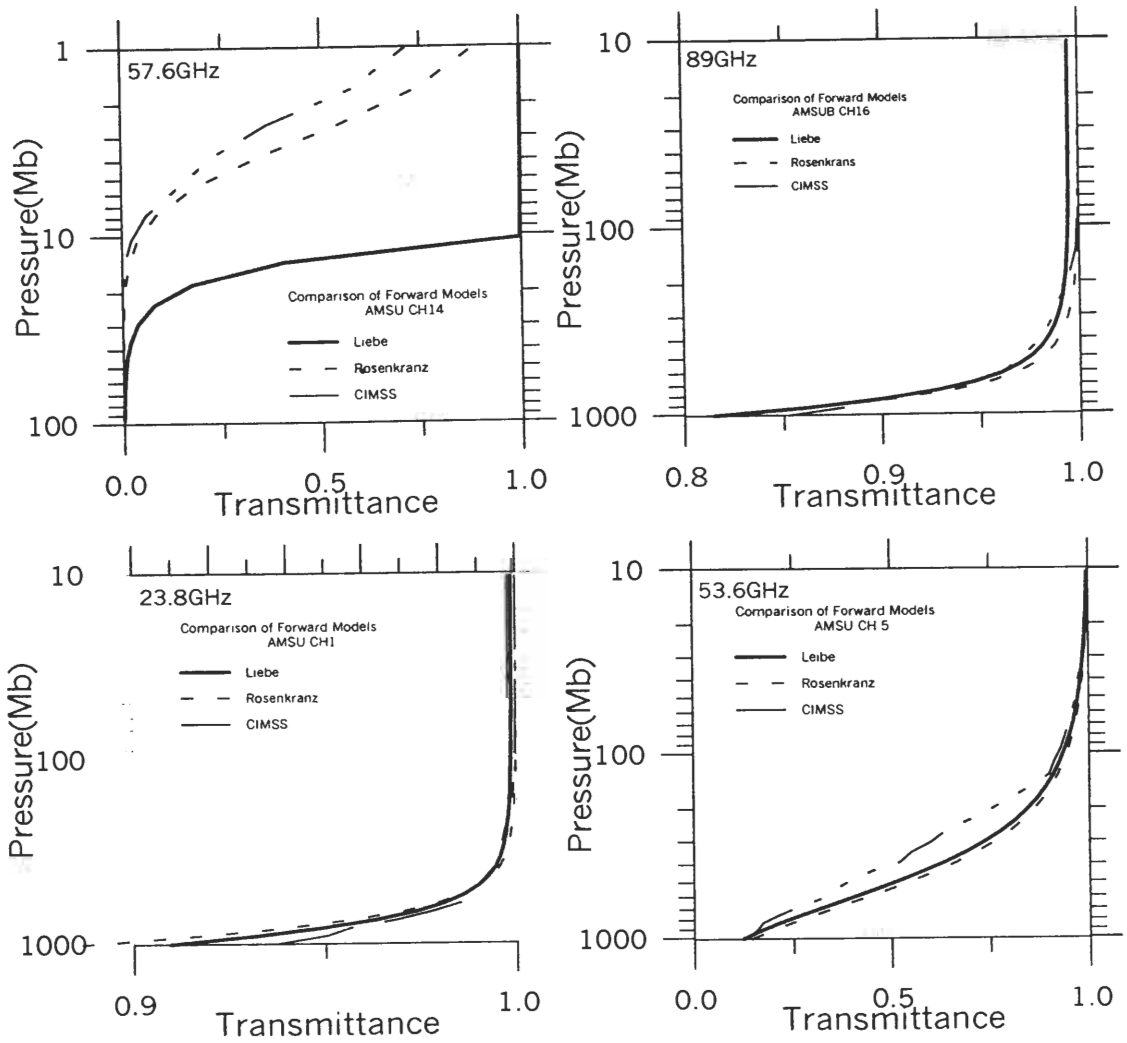 1
57.6GHz
Pressure(Mb)
10
Comparison of Forward Models
AMSU CH14
Liebe
Rosenkranz
CIMSS
100
0.0
0.5
1.0
Transmittance
10
89GHz
Comparison of Forward Models
AMSUB CH16
Liebe
Rosenkrans
CIMSS
Pressure(Mb)
100
1000
0.8
0.9
1.0
Transmittance
10
23.8GHz
Comparison of Forward Models
AMSU CH1
Liebe
Rosenkranz
CIMSS
Pressure(Mb)
100
1000
0.9
1.0
Transmittance
10
53.6GHz
Comparison of Forward Models
AMSU CH 5
Leibe
Rosenkranz
CIMSS
Pressure(Mb)
100
1000
0.0
0.5
1.0
Transmittance